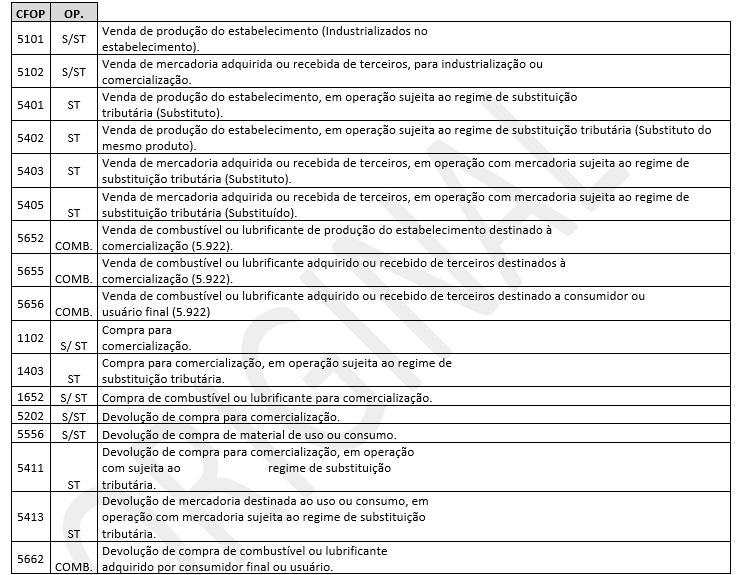 CFOP OP.
5101 S/ST Venda de produção do estabelecimento (Industrializados no
estabelecimento).
5102 S/ST Venda de mercadoria adquirida ou recebida de terceiros, para industrialização ou
comercialização.
5401 ST Venda de produção do estabelecimento, em operação sujeita ao regime de substituição
tributária (Substituto).
5402 ST Venda de produção do estabelecimento, em operação sujeita ao regime de substituição tributária (Substituto do
mesmo produto).
5403 ST Venda de mercadoria adquirida ou recebida de terceiros, em operação com mercadoria sujeita ao regime de
substituição tributária (Substituto).
5405 ST Venda de mercadoria adquirida ou recebida de terceiros, em operação com mercadoria sujeita ao regime de
substituição tributária (Substituído).
5652 COMB. Venda de combustível ou lubrificante de produção do estabelecimento destinado à
comercialização (5.922).
5655 COMB. Venda de combustível ou lubrificante adquirido ou recebido de terceiros destinados à
comercialização (5.922).
5656 COMB. Venda de combustível ou lubrificante adquirido ou recebido de terceiros destinado a consumidor ou
usuário final (5.922)
1102 S/ ST Compra para
comercialização.
1403 ST Compra para comercialização, em operação sujeita ao regime de
substituição tributária.
1652 S/ ST Compra de combustível ou lubrificante para comercialização.
5202 S/ST Devolução de compra para comercialização.
5556 S/ST Devolução de compra de material de uso ou consumo.
5411 ST Devolução de compra para comercialização, em operação
com sujeita ao regime de substituição
tributária.
5413 ST Devolução de mercadoria destinada ao uso ou consumo, em
operação com mercadoria sujeita ao regime de substituição
tributária.
5662 COMB. Devolução de compra de combustível ou lubrificante
adquirido por consumidor final ou usuário.
ORIGINAL